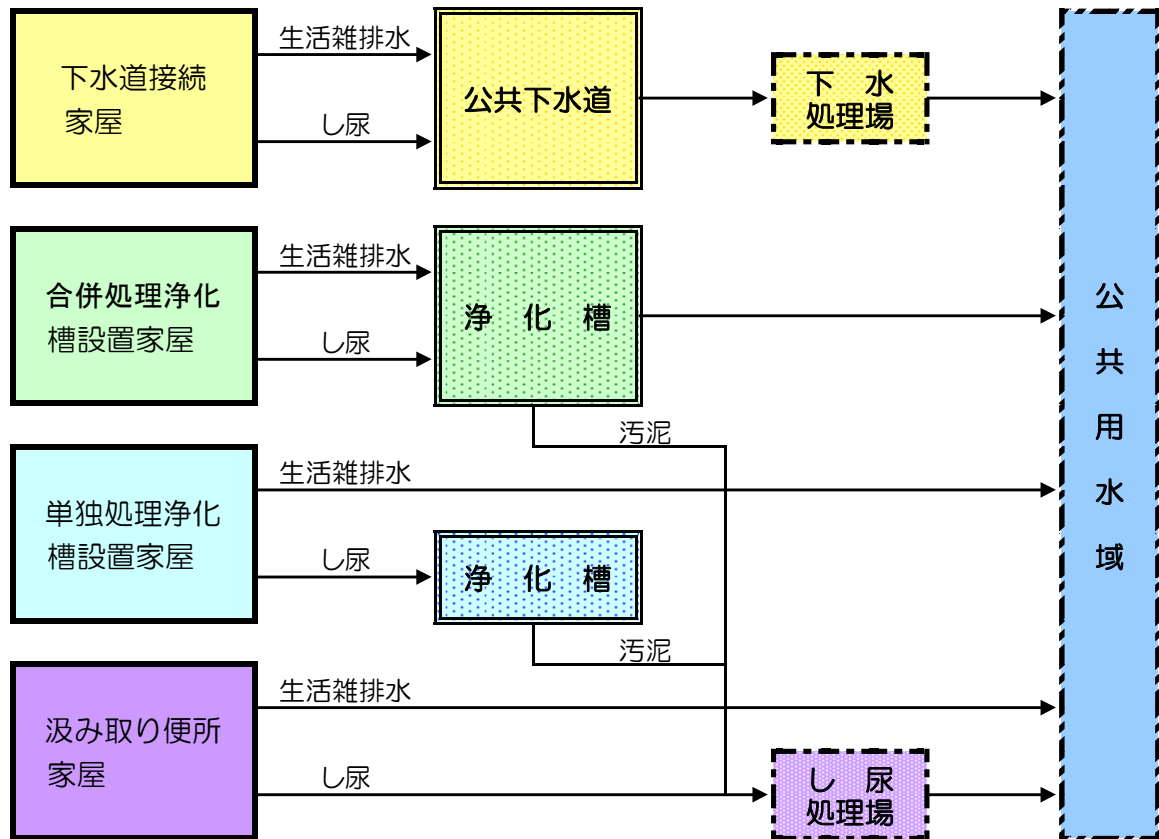 下水道接続
家屋
生活雑排水
し尿
公共下水道
下 水
処理場
合併処理浄化
槽設置家屋
生活雑排水
し尿
浄 化 槽
汚泥
単独処理浄化
槽設置家屋
生活雑排水
し尿
浄 化 槽
汚泥
汲み取り便所
家屋
生活雑排水
し尿
し 尿
処理場
公共用水域